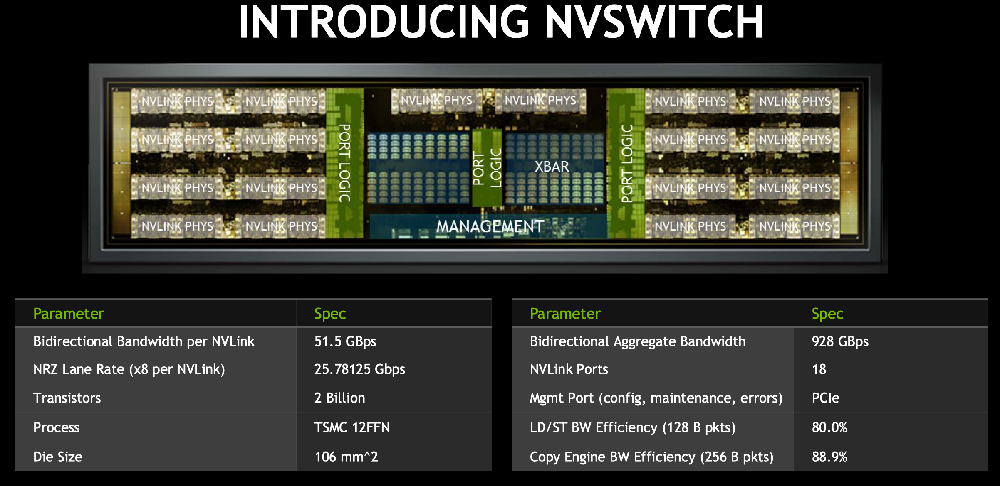 INTRODUCING NVSWITCH
NVLINK PHYS NVLINK PHYS NVLINK PHYS NVLINK PHYS NVLINK PHYS NVLINK PHYS
NVLINK PHYS NVLINK PHYS NVLINK PHYS NVLINK PHYS
PORT LOGIC
PORT
LOGIC
XBAR
PORT LOGIC
NVLINK PHYS NVLINK PHYS NVLINK PHYS NVLINK PHYS
NVLINK PHYS NVLINK PHYS MANAGEMENT NVLINK PHYS NVLINK PHYS
Parameter Spec
Bidirectional Bandwidth per NVLink 51.5 GBps
NRZ Lane Rate (x8 per NVLink) 25.78125 Gbps
Transistors 2 Billion
Process TSMC 12FFN
Die Size 106 mm^2
Parameter Spec
Bidirectional Aggregate Bandwidth 928 GBps
NVLink Ports 18
Mgmt Port (config, maintenance, errors) PCIe
LD/ST BW Efficiency (128 B pkts) 80.0%
Copy Engine BW Efficiency (256 B pkts) 88.9%